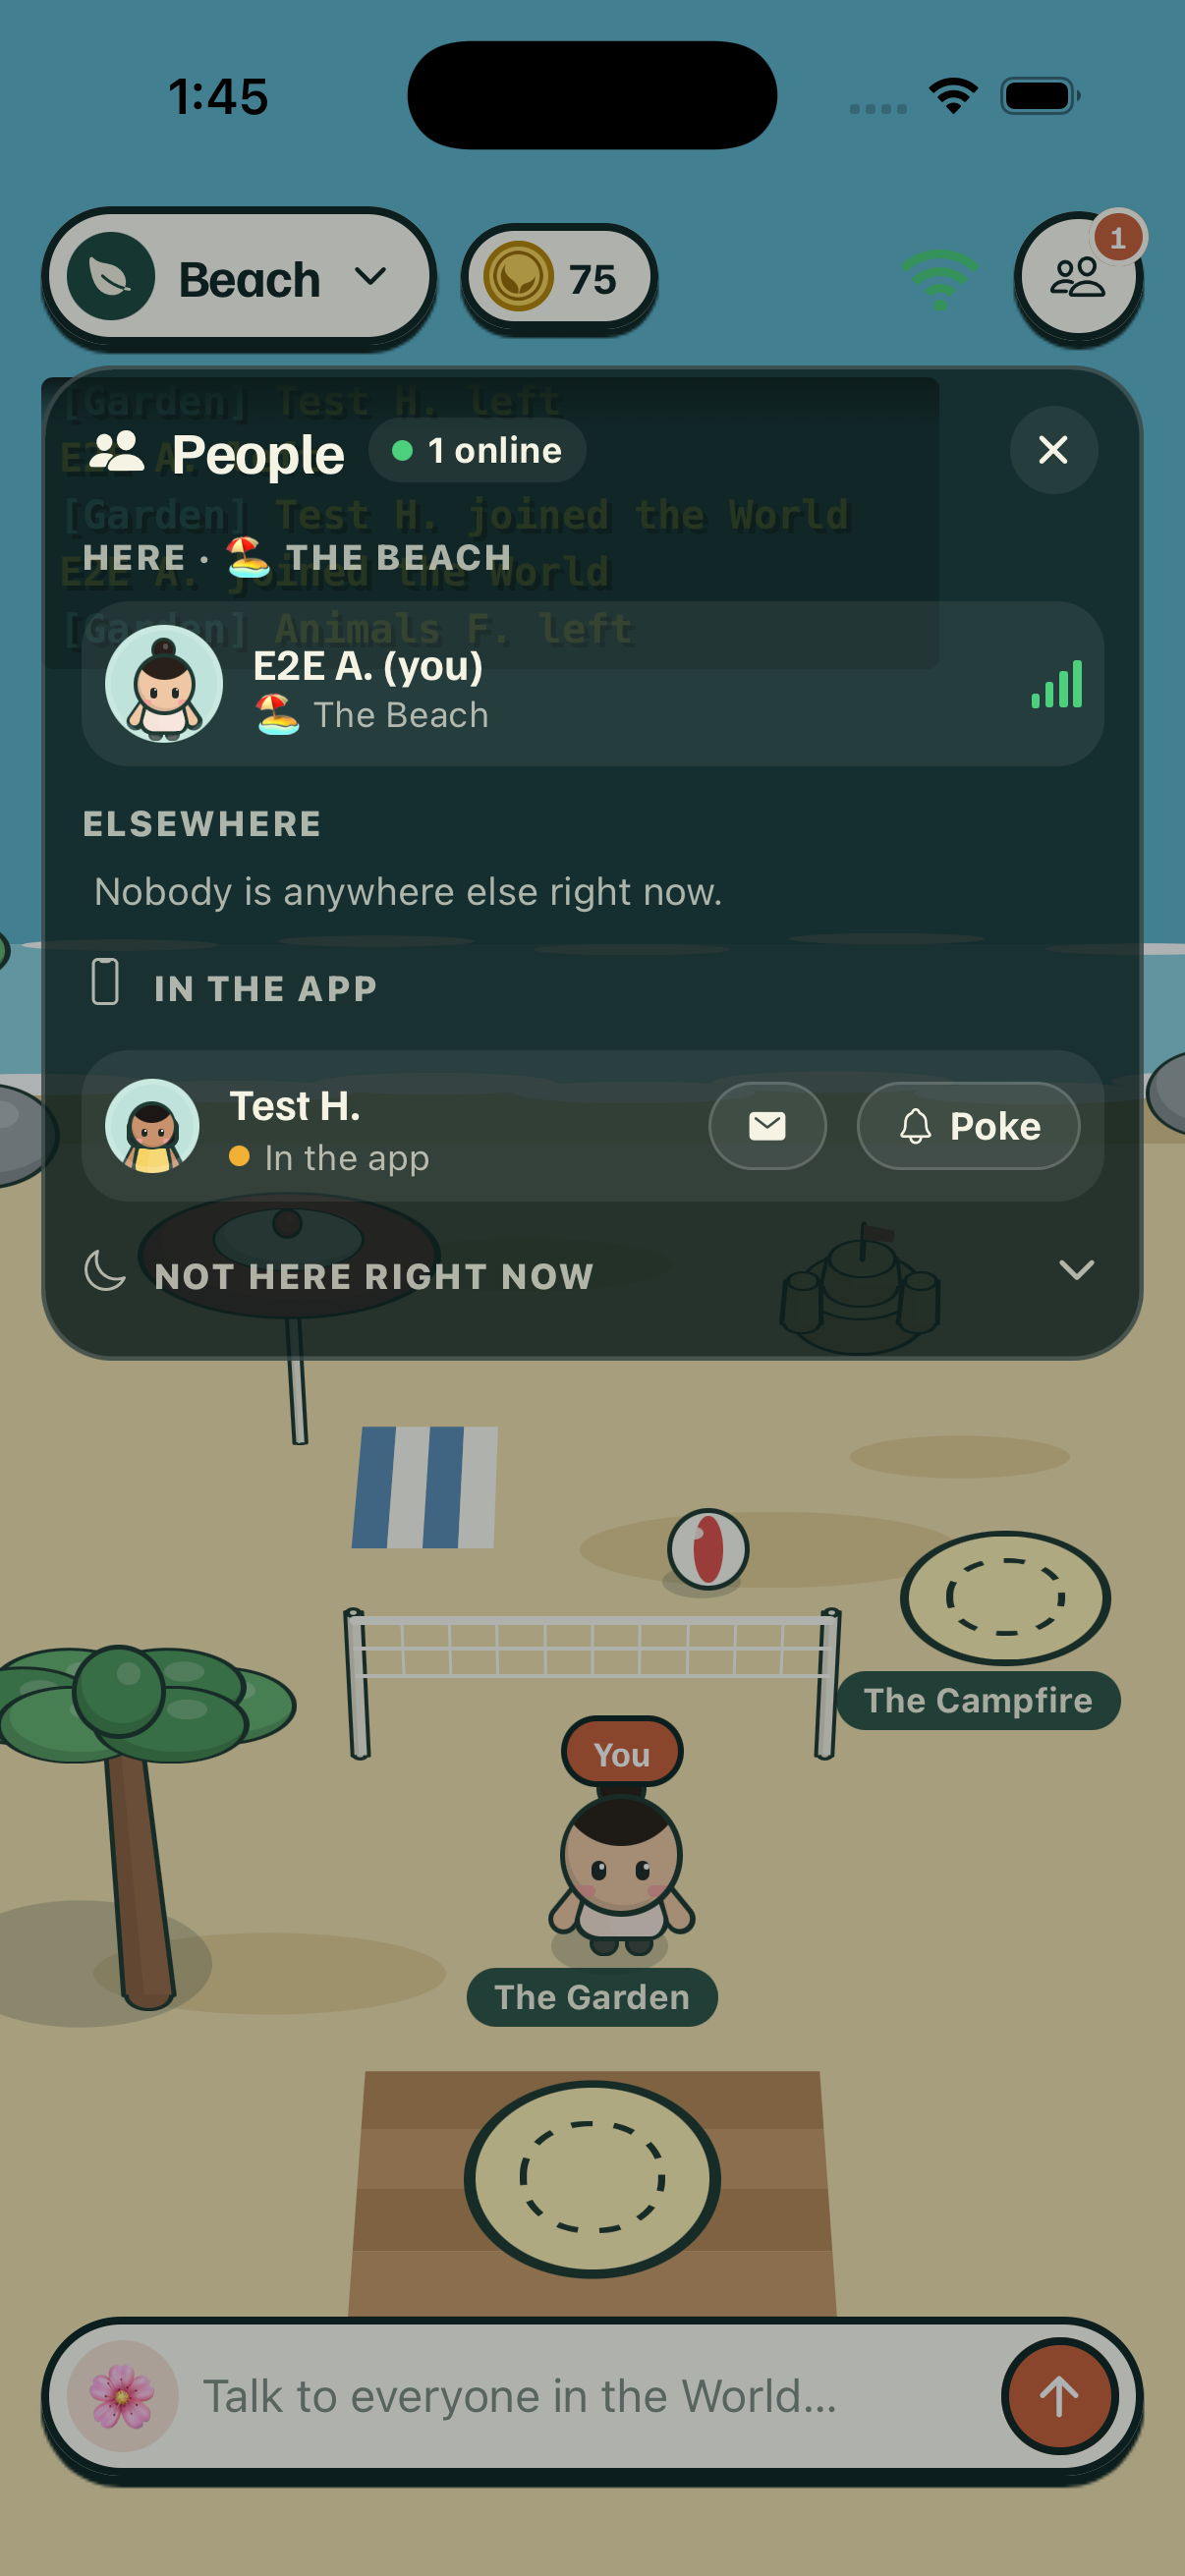 1:45
Beach
75
1
[Garden] Test H. left
People
1 online
E2E A.
[Garden] Test H. joined the World
HERE · 🏖️ THE BEACH
E2E A. joined the World
[Garden] Animals F. left
E2E A. (you)
🏖️ The Beach
ELSEWHERE
Nobody is anywhere else right now.
IN THE APP
Test H.
In the app
Poke
NOT HERE RIGHT NOW
The Campfire
You
The Garden
Talk to everyone in the World...